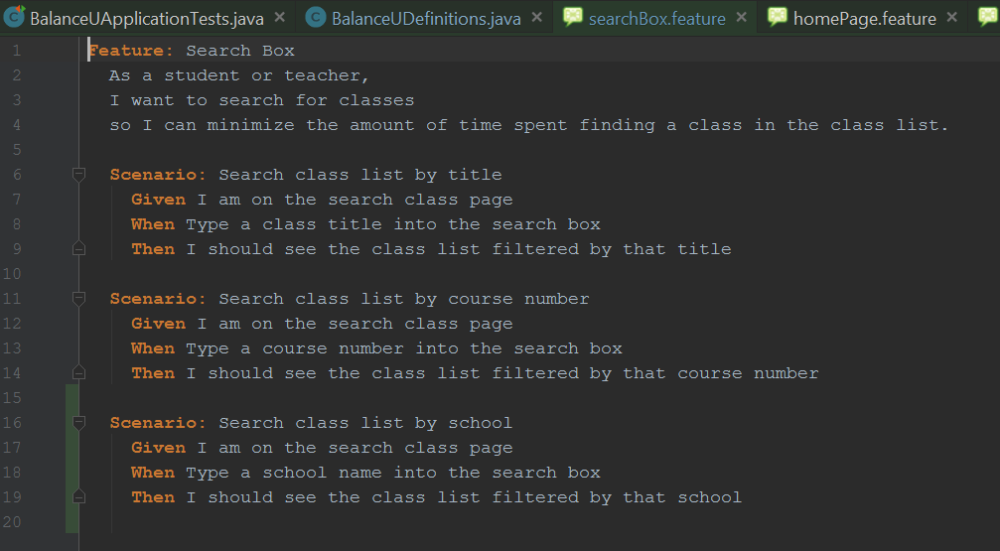 BalanceUApplicationTests.java × BalanceUDefinitions.java × searchBox.feature × homePage.feature ×
1 Feature: Search Box
2 As a student or teacher,
3 I want to search for classes
4 so I can minimize the amount of time spent finding a class in the class list.
5
6 Scenario: Search class list by title
7 Given I am on the search class page
8 When Type a class title into the search box
9 Then I should see the class list filtered by that title
10
11 Scenario: Search class list by course number
12 Given I am on the search class page
13 When Type a course number into the search box
14 Then I should see the class list filtered by that course number
15
16 Scenario: Search class list by school
17 Given I am on the search class page
18 When Type a school name into the search box
19 Then I should see the class list filtered by that school
20